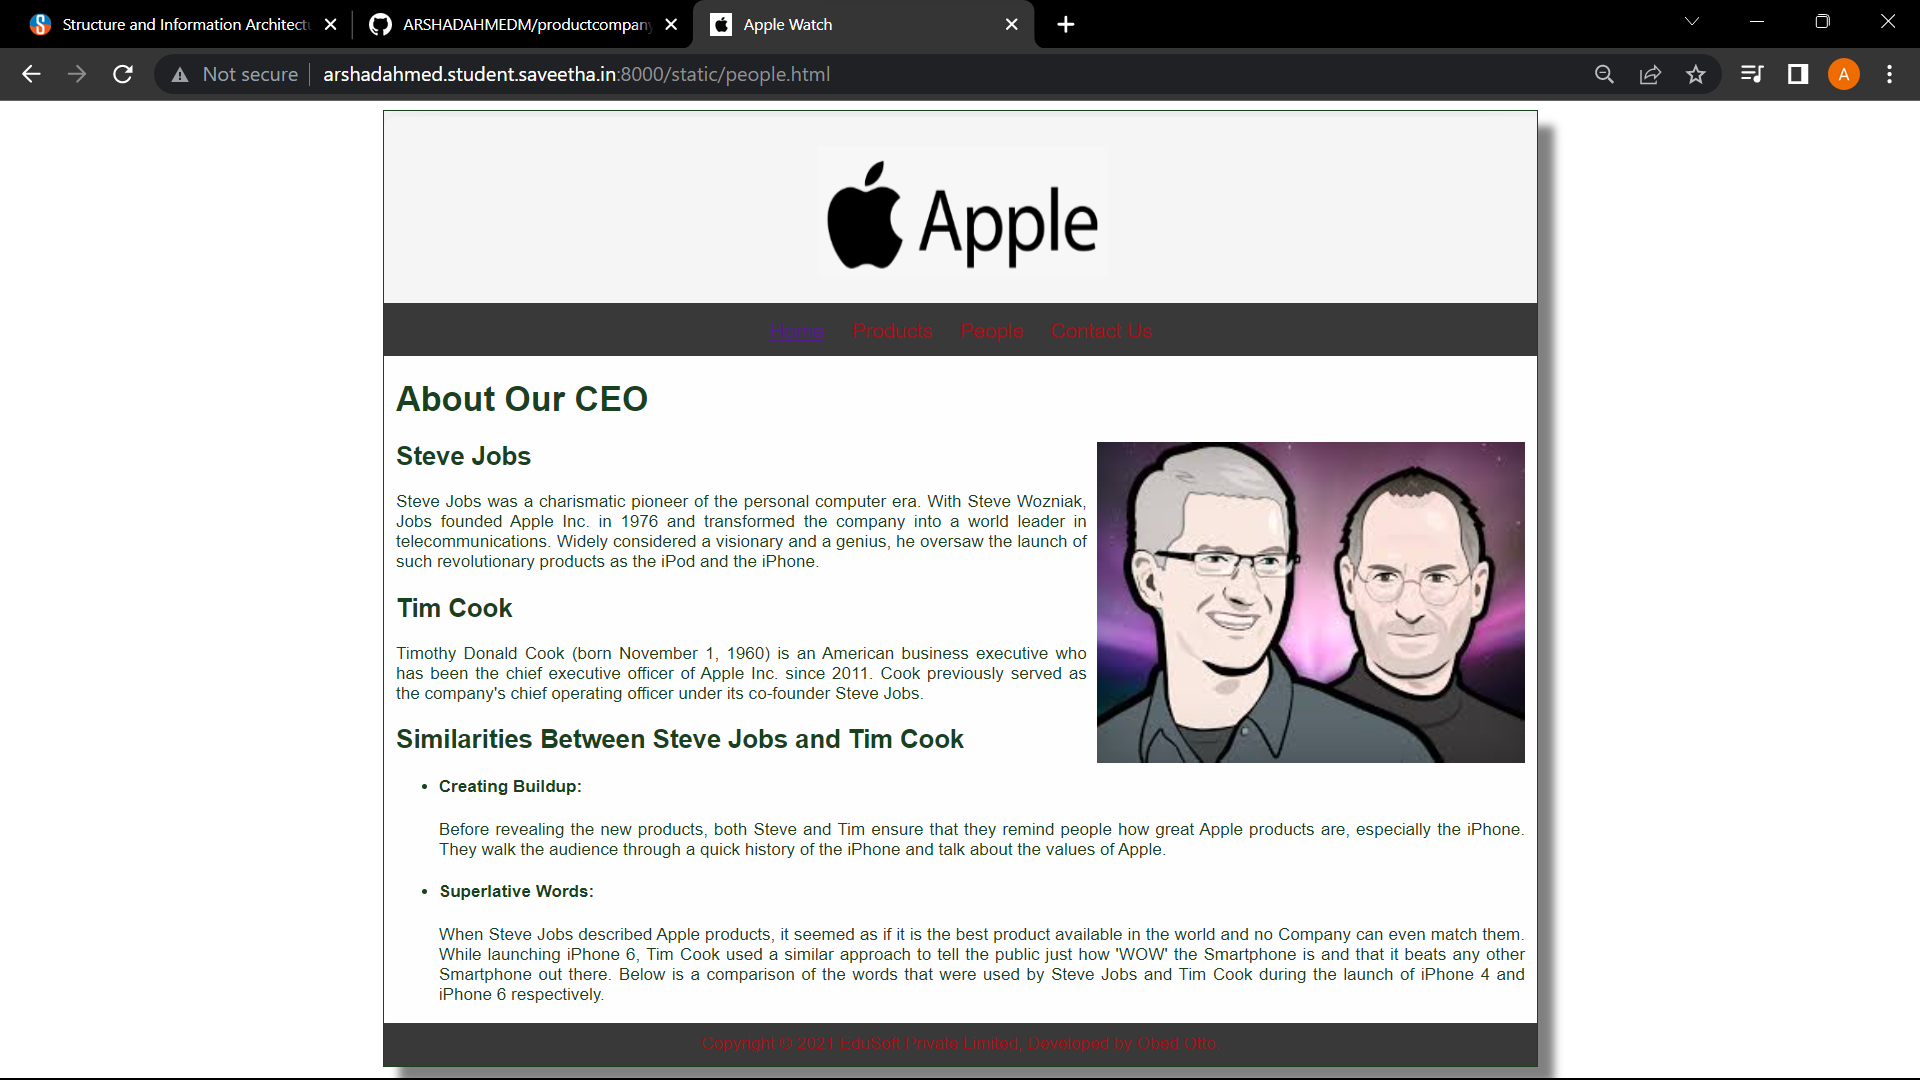 Structure and Information Architectu
ARSHADAHMEDM/productcompany
Apple Watch
Not secure
arshadahmed.student.saveetha.in:8000/static/people.html
A
Apple
Home Products People Contact Us
About Our CEO
Steve Jobs
Steve Jobs was a charismatic pioneer of the personal computer era. With Steve Wozniak,
Jobs founded Apple Inc. in 1976 and transformed the company into a world leader in
telecommunications. Widely considered a visionary and a genius, he oversaw the launch of
such revolutionary products as the iPod and the iPhone.
Tim Cook
Timothy Donald Cook (born November 1, 1960) is an American business executive who
has been the chief executive officer of Apple Inc. since 2011. Cook previously served as
the company's chief operating officer under its co-founder Steve Jobs.
Similarities Between Steve Jobs and Tim Cook
• Creating Buildup:
Before revealing the new products, both Steve and Tim ensure that they remind people how great Apple products are, especially the iPhone.
They walk the audience through a quick history of the iPhone and talk about the values of Apple.
• Superlative Words:
When Steve Jobs described Apple products, it seemed as if it is the best product available in the world and no Company can even match them.
While launching iPhone 6, Tim Cook used a similar approach to tell the public just how 'WOW' the Smartphone is and that it beats any other
Smartphone out there. Below is a comparison of the words that were used by Steve Jobs and Tim Cook during the launch of iPhone 4 and
iPhone 6 respectively.
Copyright © 2021 EduSoft Private Limited, Developed by Obed Otto.